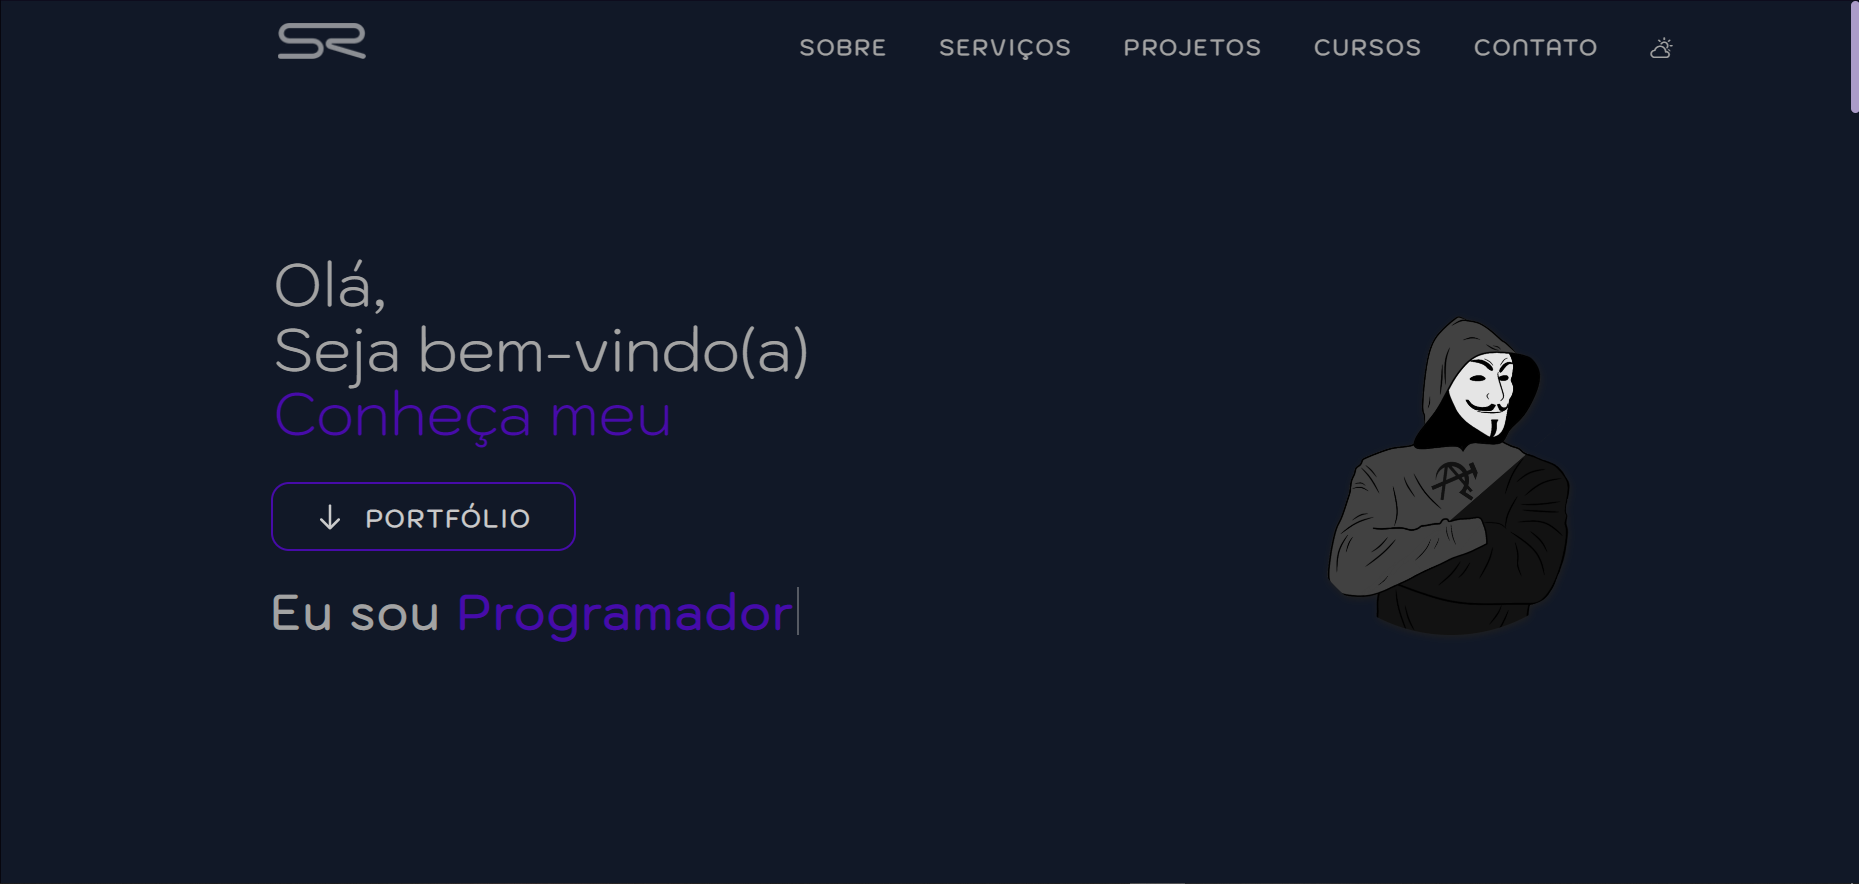 SR
SOBRE SERVIÇOS PROJETOS CURSOS CONTATO
Olá,
Seja bem-vindo(a)
Conheça meu
PORTFÓLIO
Eu sou Programador